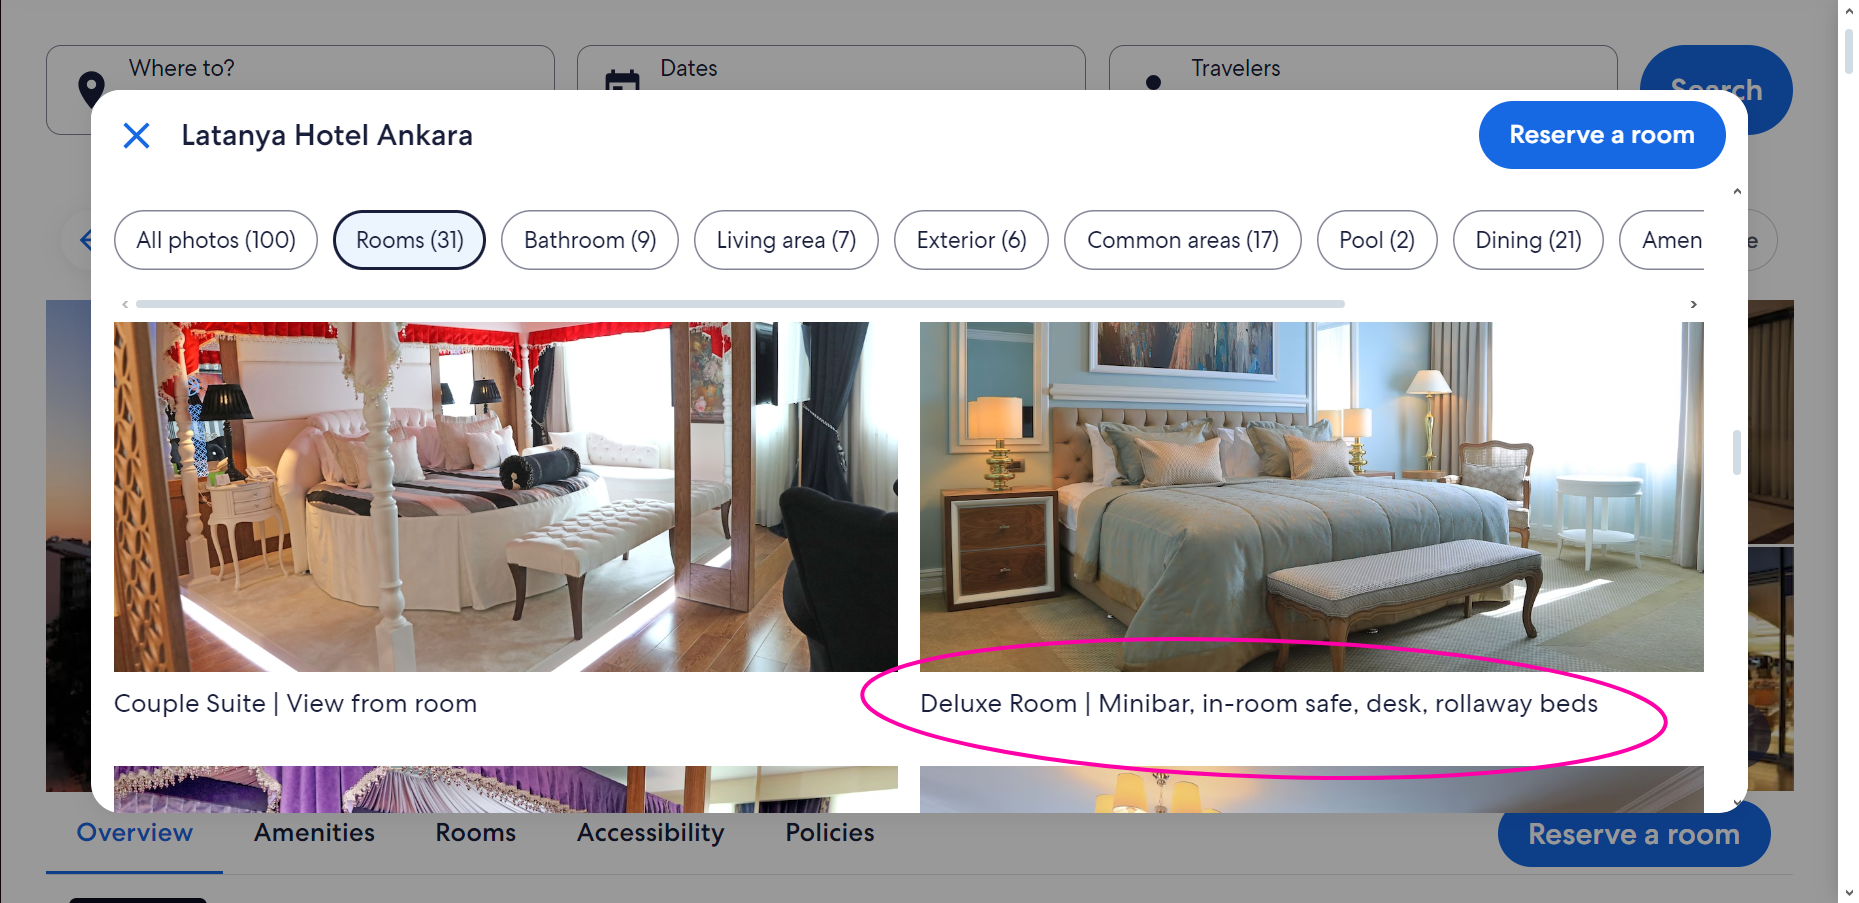 Where to?
Dates
Travelers
Search
Latanya Hotel Ankara
Reserve a room
All photos (100)
Rooms (31)
Bathroom (9)
Living area (7)
Exterior (6)
Common areas (17)
Pool (2)
Dining (21)
Amen
Couple Suite | View from room
Deluxe Room | Minibar, in-room safe, desk, rollaway beds
Overview
Amenities
Rooms
Accessibility
Policies
Reserve a room